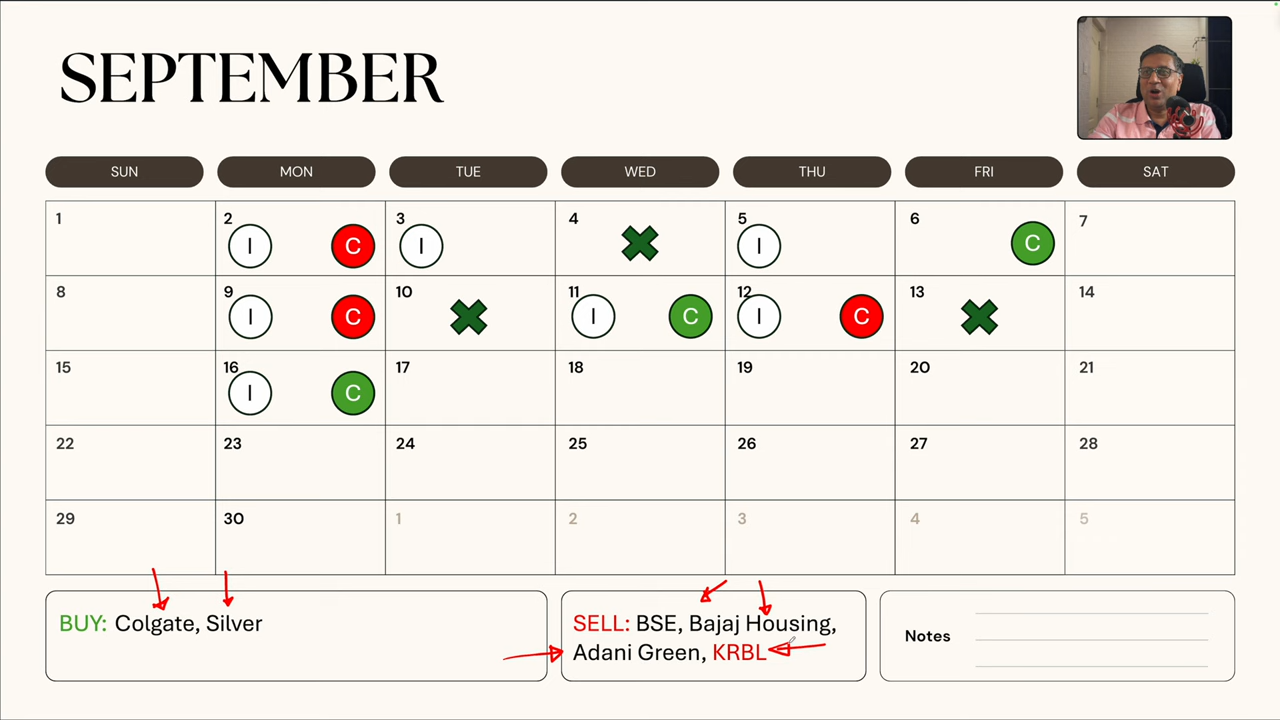 SEPTEMBER
SUN MON TUE WED THU FRI SAT
1 2 3 4 5 6 7
I C I I C
8 9 10 11 12 13 14
I C I C I C
15 16 17 18 19 20 21
I C
22 23 24 25 26 27 28
29 30 1 2 3 4 5
BUY: Colgate, Silver
SELL: BSE, Bajaj Housing,
Adani Green, KRBL
Notes